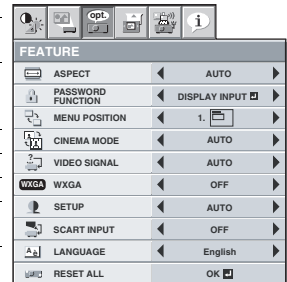 opt.
i
FEATURE
ASPECT AUTO
PASSWORD FUNCTION DISPLAY INPUT
MENU POSITION 1.
CINEMA MODE AUTO
VIDEO SIGNAL AUTO
WXGA WXGA OFF
SETUP AUTO
SCART INPUT OFF
LANGUAGE English
RESET ALL OK